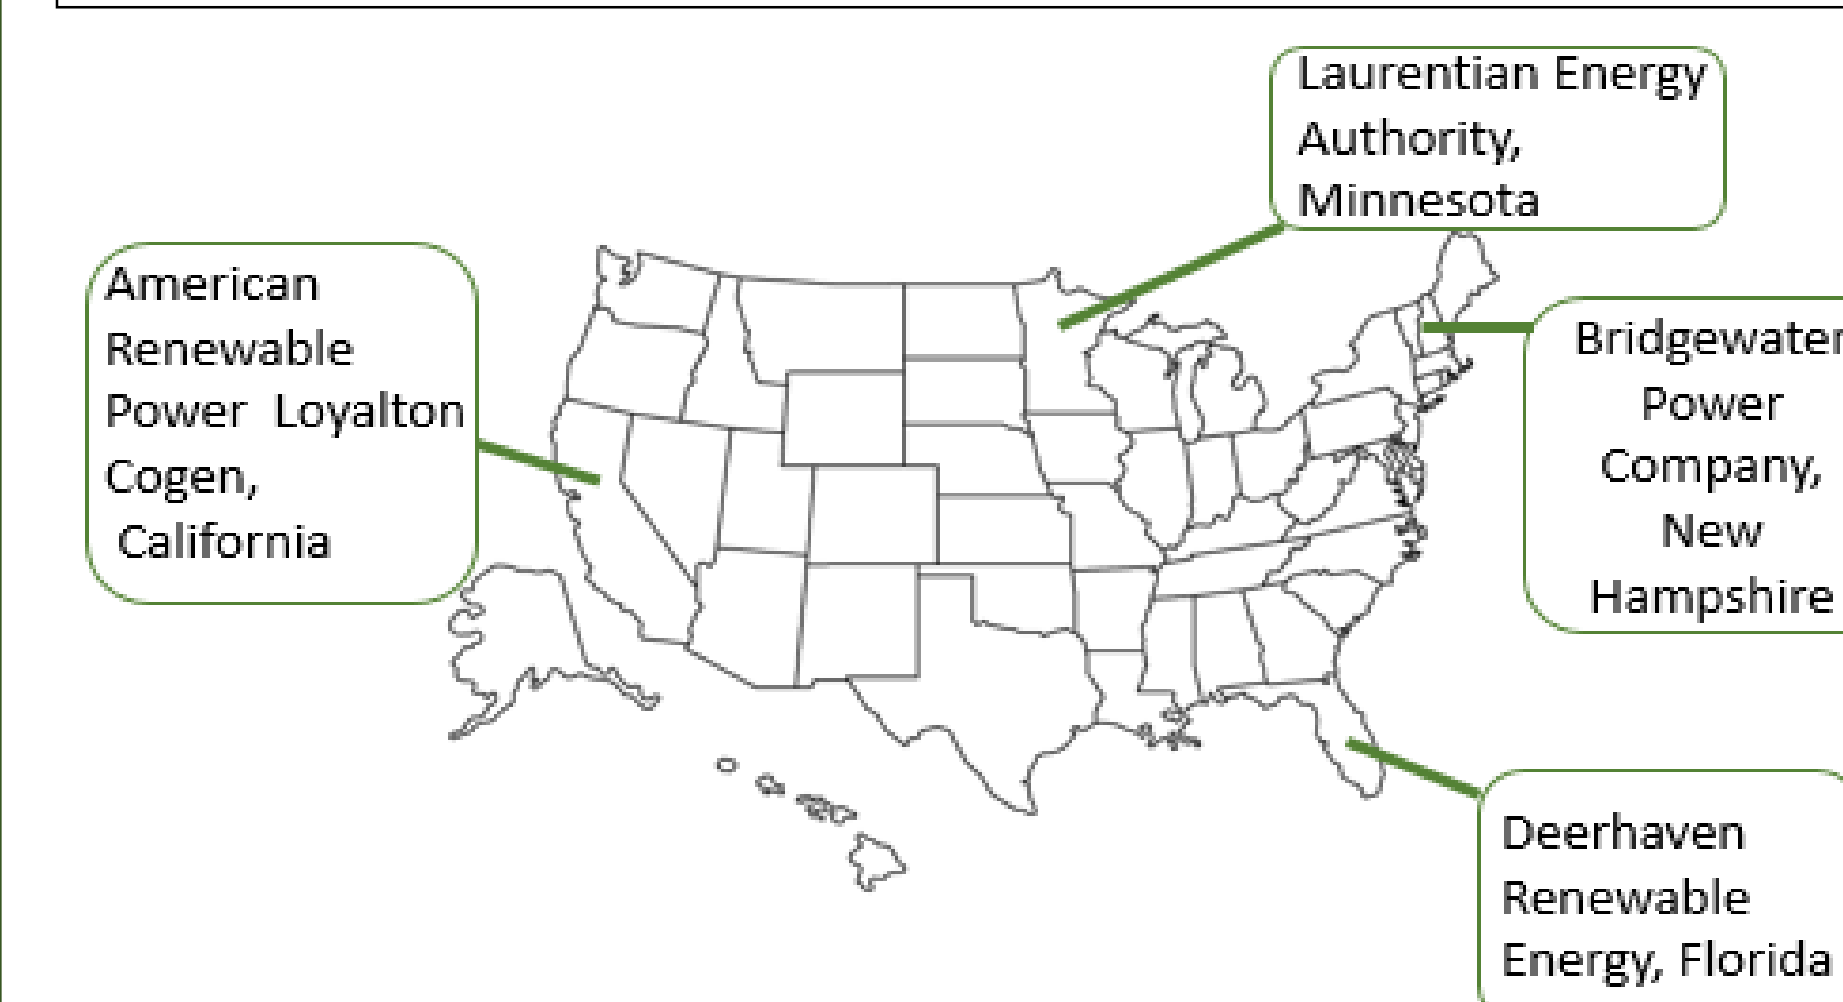 Laurentian Energy
Authority,
Minnesota
American
Renewable
Power Loyalton
Cogen,
California
Bridgewater
Power
Company,
New
Hampshire
Deerhaven
Renewable
Energy, Florida